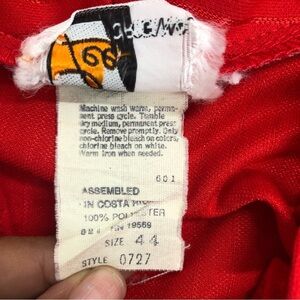 Machine wash warm, perma-
nent press cycle. Tumble
dry medium, permanent press
cycle. Remove promptly. Only
non-chlorine bleach on colors,
chlorine bleach on white.
Warm iron when needed.
601
ASSEMBLED
IN COSTA
100% POLYESTER
RN 19569
SIZE 44
STYLE 0727